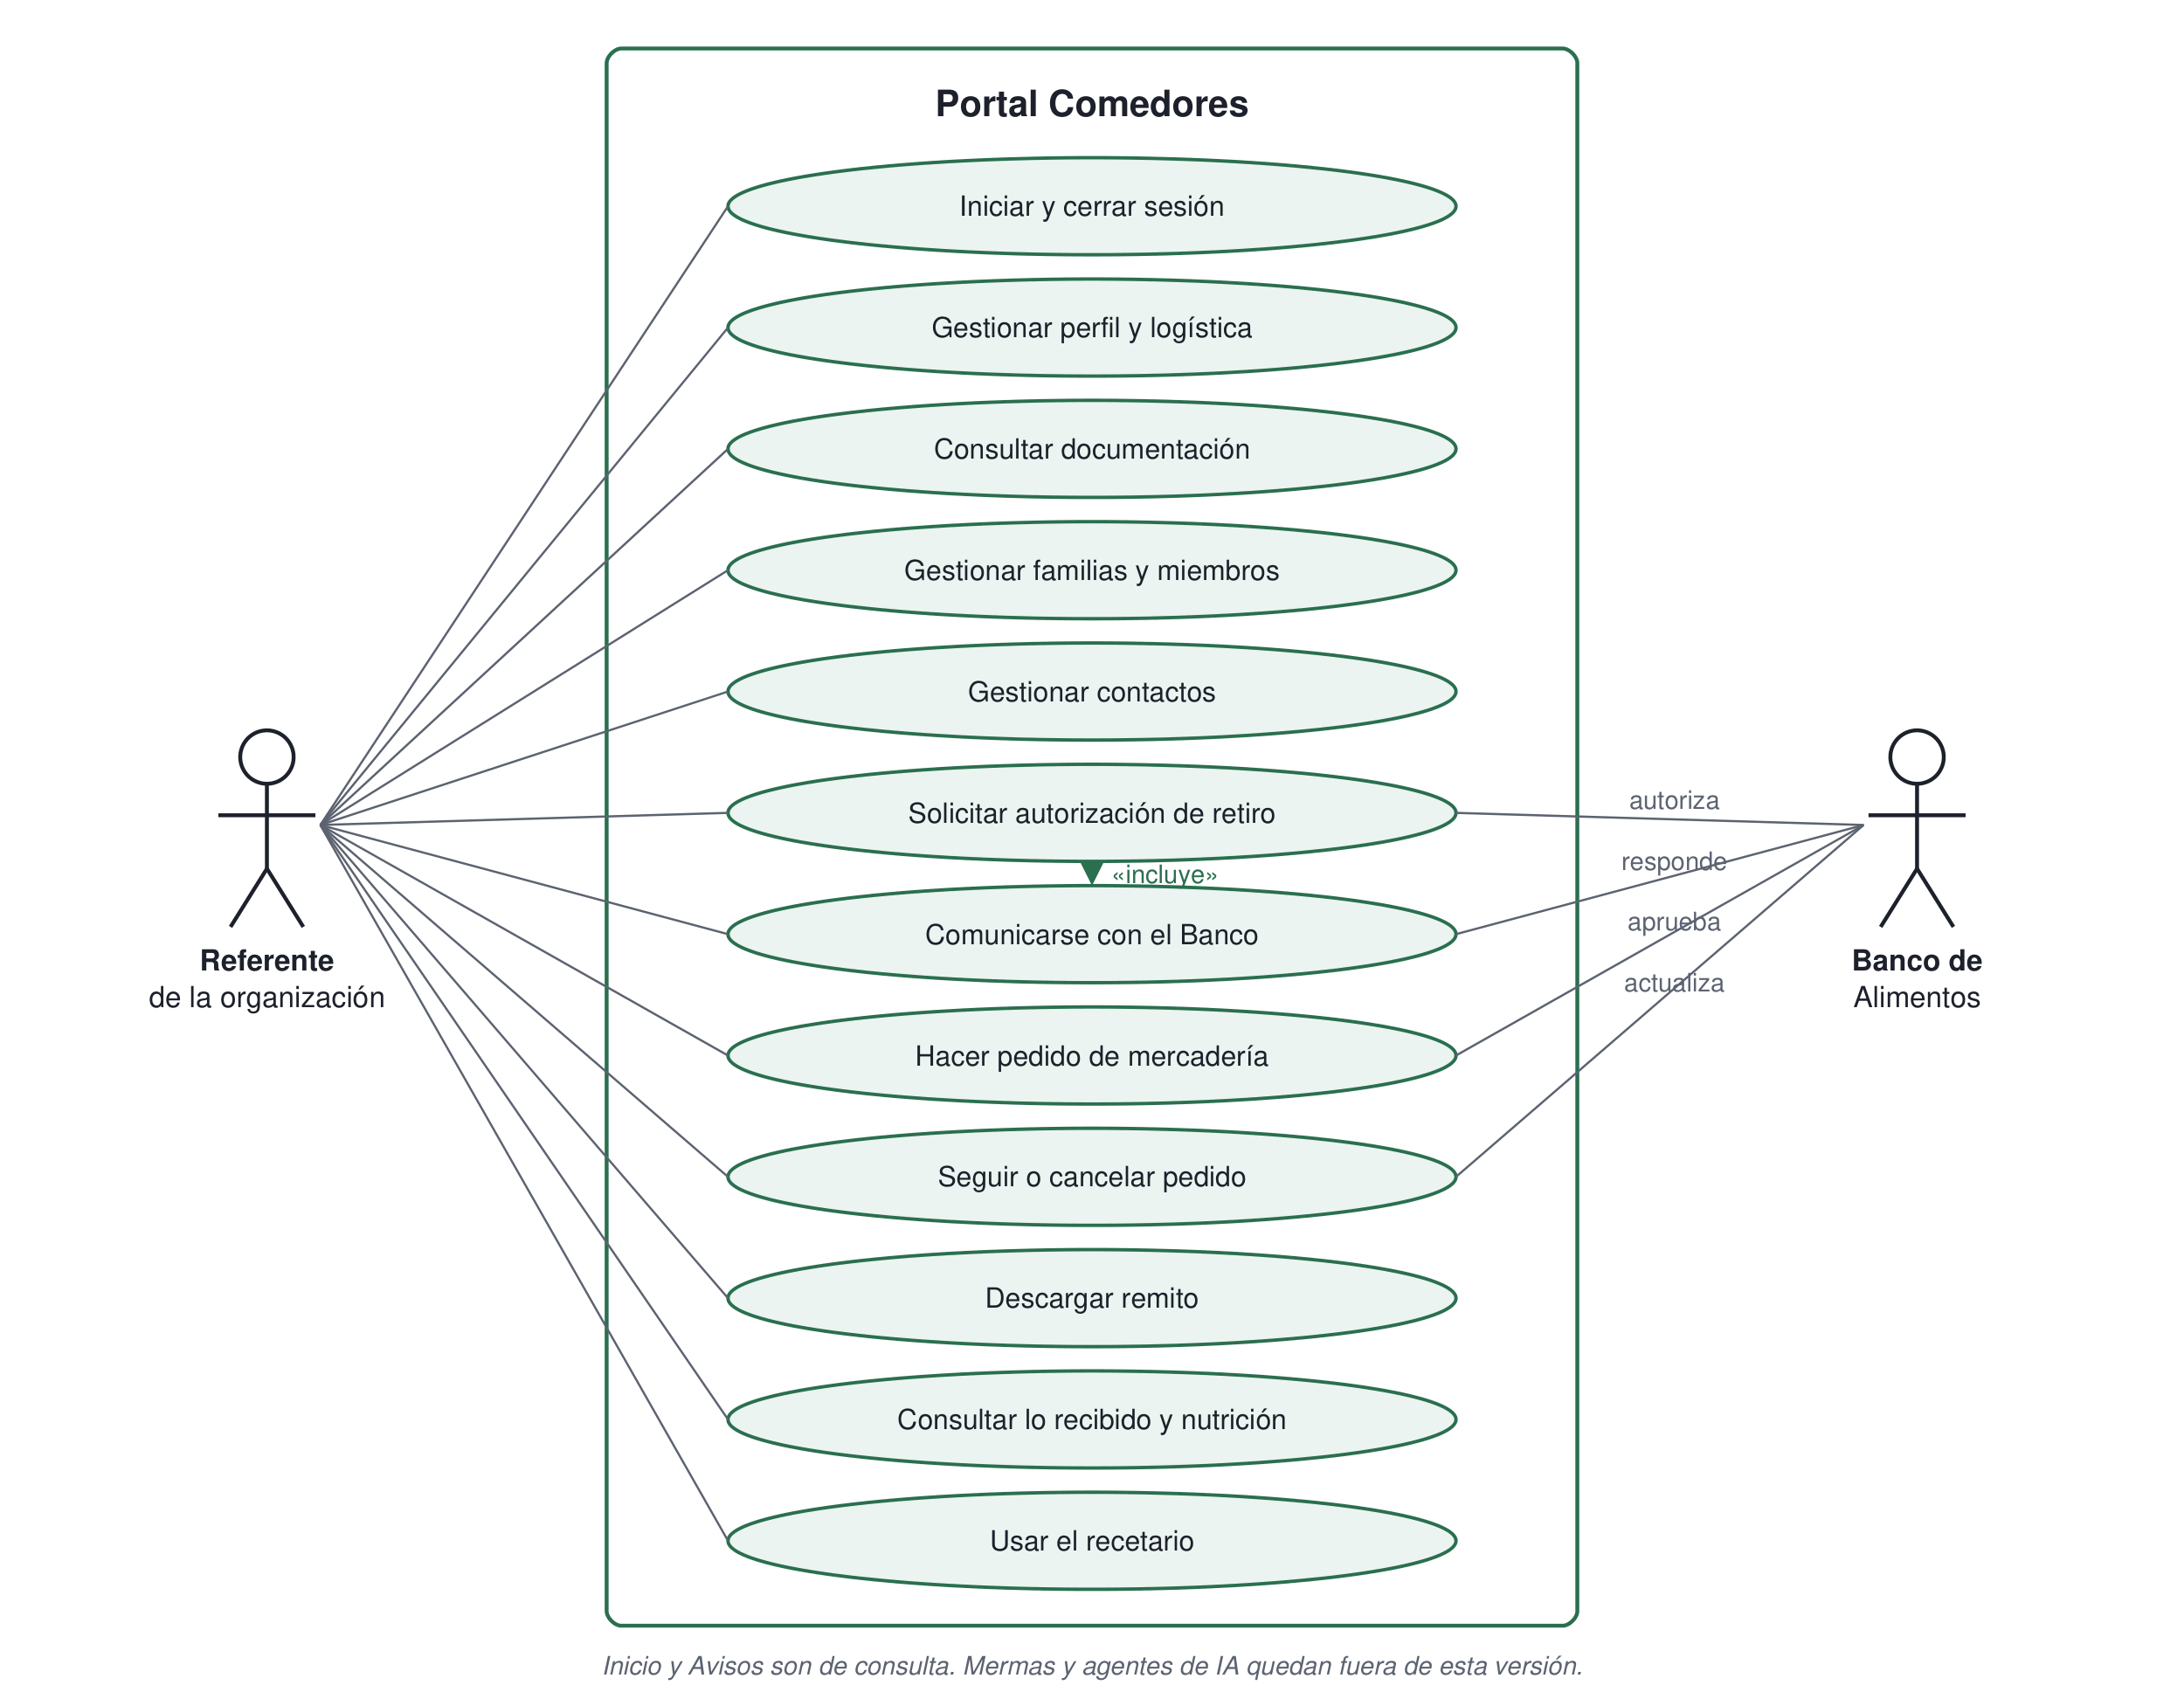 Portal Comedores
Iniciar y cerrar sesión
Gestionar perfil y logística
Consultar documentación
Gestionar familias y miembros
Gestionar contactos
Solicitar autorización de retiro
autoriza
«incluye»
responde
Comunicarse con el Banco
aprueba
Referente
de la organización
Banco de
Alimentos
actualiza
Hacer pedido de mercadería
Seguir o cancelar pedido
Descargar remito
Consultar lo recibido y nutrición
Usar el recetario
Inicio y Avisos son de consulta. Mermas y agentes de IA quedan fuera de esta versión.